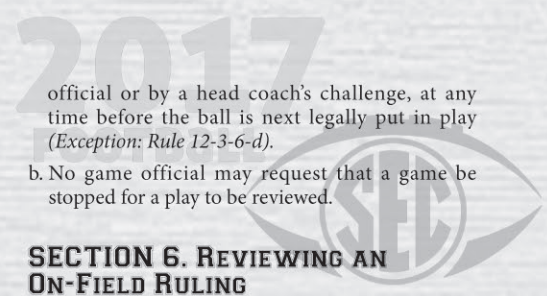 2017
FOOTBALL
SEC
official or by a head coach's challenge, at any
time before the ball is next legally put in play
(Exception: Rule 12-3-6-d).
b. No game official may request that a game be
stopped for a play to be reviewed.
SECTION 6. REVIEWING AN
ON-FIELD RULING